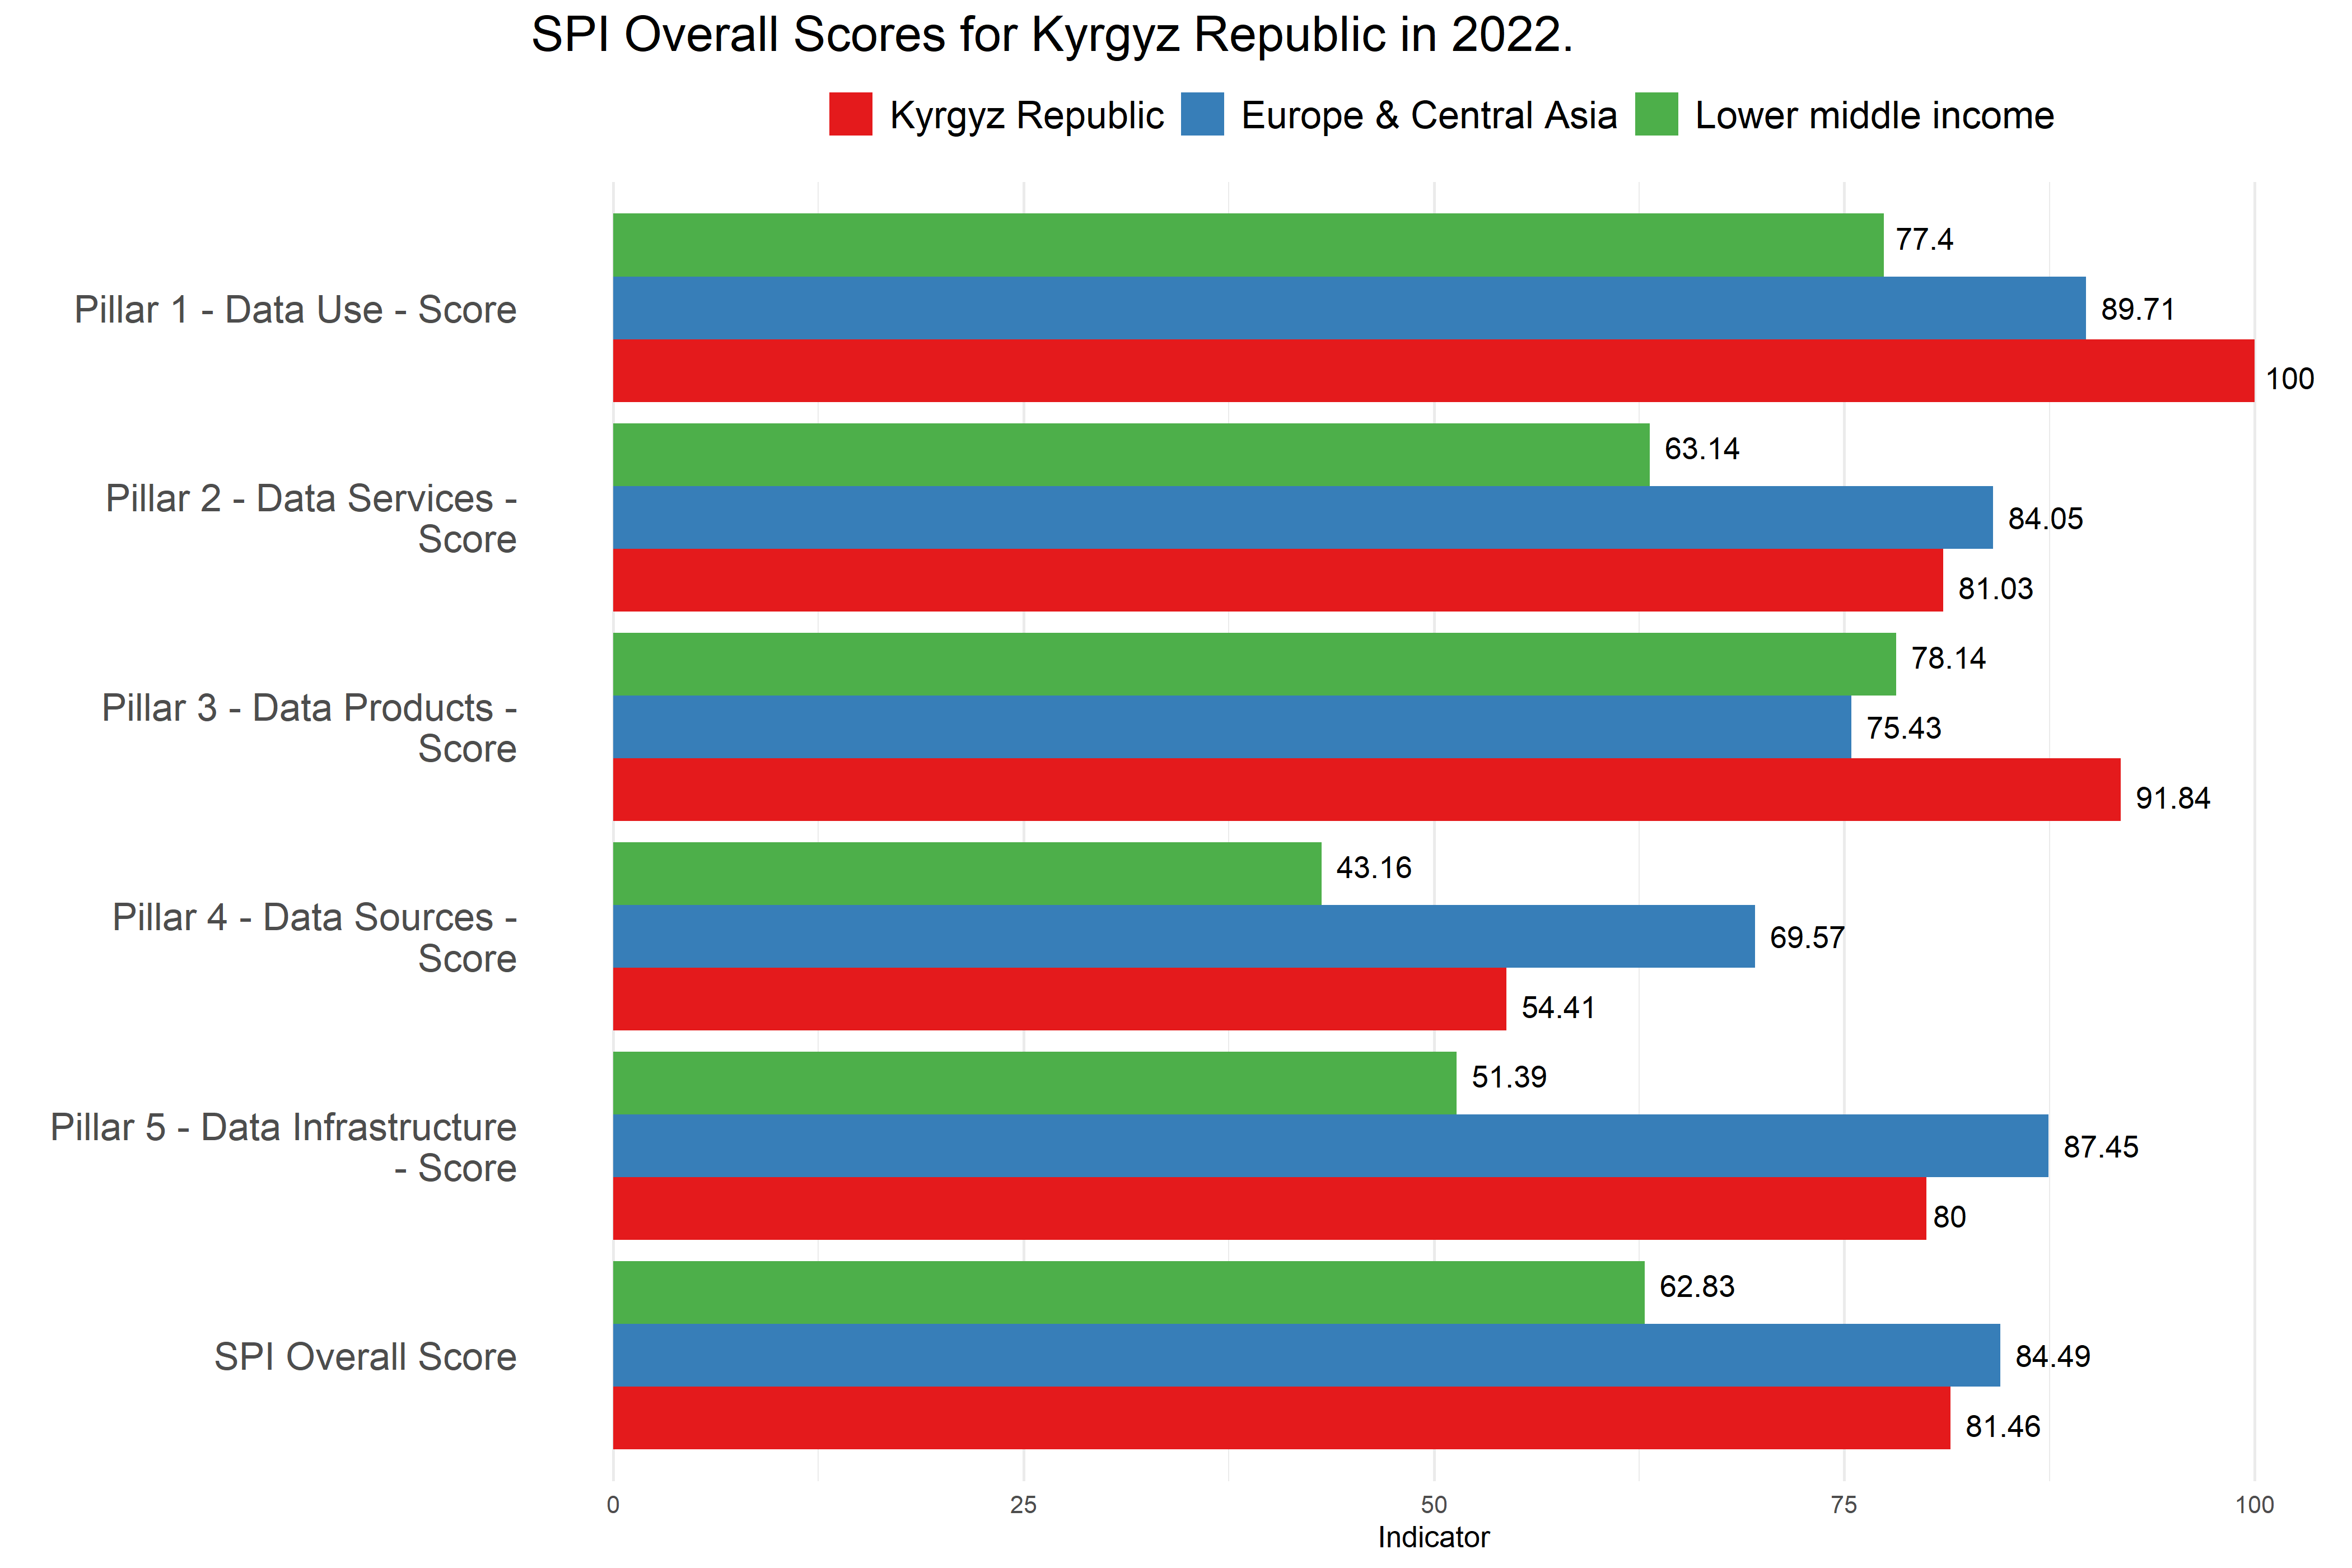 SPI Overall Scores for Kyrgyz Republic in 2022.
Kyrgyz Republic Europe & Central Asia Lower middle income
Pillar 1 - Data Use - Score
77.4
89.71
100
Pillar 2 - Data Services -
Score
63.14
84.05
81.03
Pillar 3 - Data Products -
Score
78.14
75.43
91.84
Pillar 4 - Data Sources -
Score
43.16
69.57
54.41
Pillar 5 - Data Infrastructure
- Score
51.39
87.45
80
SPI Overall Score
62.83
84.49
81.46
0 25 50 75 100
Indicator